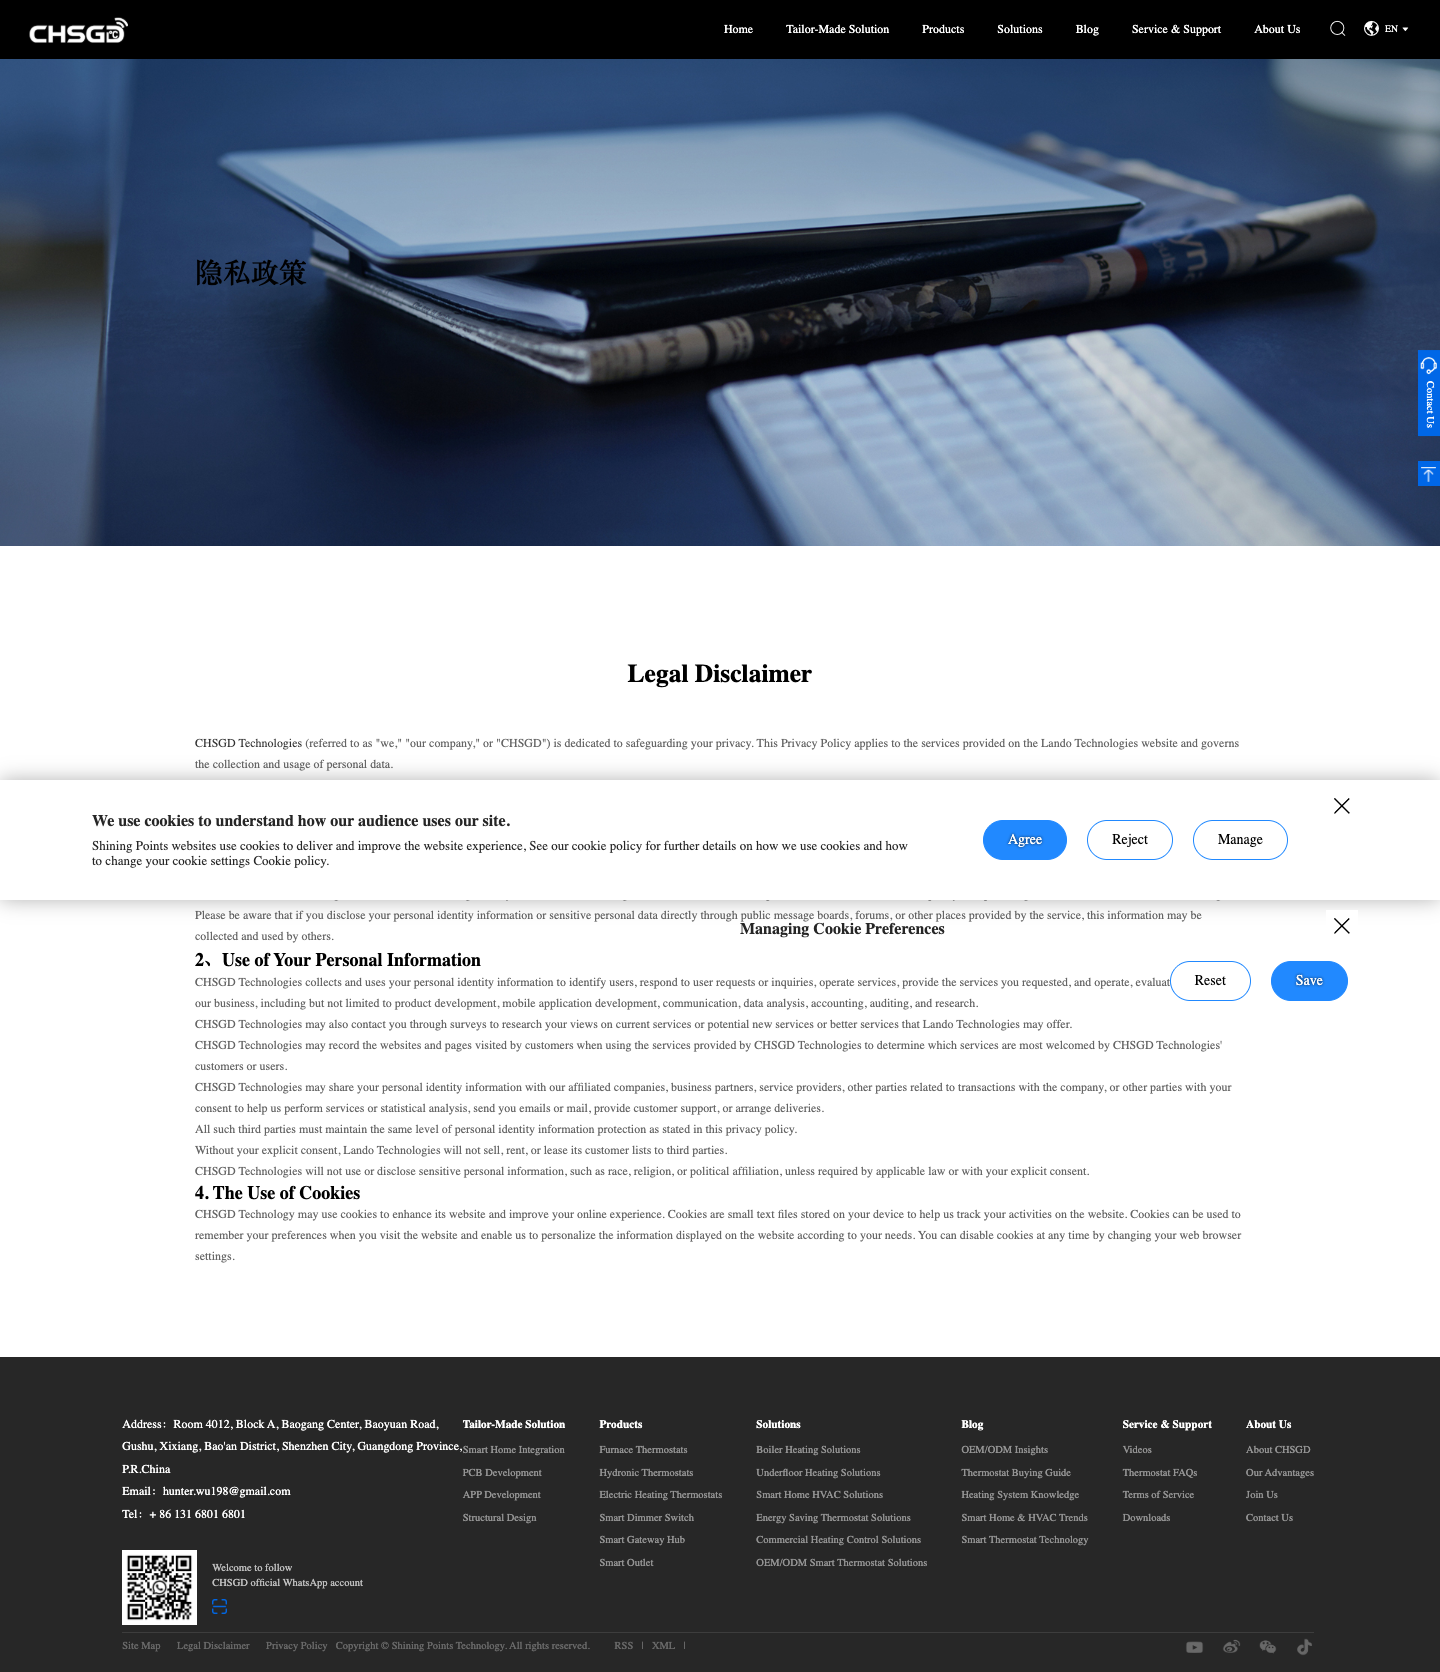 CHSGD
Home Tailor-Made Solution Products Solutions Blog Service & Support About Us EN
隐私政策
Contact Us
Legal Disclaimer
CHSGD Technologies (referred to as "we," "our company," or "CHSGD") is dedicated to safeguarding your privacy. This Privacy Policy applies to the services provided on the Lando Technologies website and governs
the collection and usage of personal data.
We use cookies to understand how our audience uses our site.
Shining Points websites use cookies to deliver and improve the website experience, See our cookie policy for further details on how we use cookies and how
to change your cookie settings Cookie policy.
Agree Reject Manage
Please be aware that if you disclose your personal identity information or sensitive personal data directly through public message boards, forums, or other places provided by the service, this information may be
collected and used by others.
Managing Cookie Preferences
Reset Save
2、Use of Your Personal Information
CHSGD Technologies collects and uses your personal identity information to identify users, respond to user requests or inquiries, operate services, provide the services you requested, and operate, evaluat
our business, including but not limited to product development, mobile application development, communication, data analysis, accounting, auditing, and research.
CHSGD Technologies may also contact you through surveys to research your views on current services or potential new services or better services that Lando Technologies may offer.
CHSGD Technologies may record the websites and pages visited by customers when using the services provided by CHSGD Technologies to determine which services are most welcomed by CHSGD Technologies'
customers or users.
CHSGD Technologies may share your personal identity information with our affiliated companies, business partners, service providers, other parties related to transactions with the company, or other parties with your
consent to help us perform services or statistical analysis, send you emails or mail, provide customer support, or arrange deliveries.
All such third parties must maintain the same level of personal identity information protection as stated in this privacy policy.
Without your explicit consent, Lando Technologies will not sell, rent, or lease its customer lists to third parties.
CHSGD Technologies will not use or disclose sensitive personal information, such as race, religion, or political affiliation, unless required by applicable law or with your explicit consent.
4. The Use of Cookies
CHSGD Technology may use cookies to enhance its website and improve your online experience. Cookies are small text files stored on your device to help us track your activities on the website. Cookies can be used to
remember your preferences when you visit the website and enable us to personalize the information displayed on the website according to your needs. You can disable cookies at any time by changing your web browser
settings.
Address：Room 4012, Block A, Baogang Center, Baoyuan Road,
Gushu, Xixiang, Bao'an District, Shenzhen City, Guangdong Province,
P.R.China
Email：hunter.wu198@gmail.com
Tel：+ 86 131 6801 6801
Welcome to follow
CHSGD official WhatsApp account
Tailor-Made Solution
Smart Home Integration
PCB Development
APP Development
Structural Design
Products
Furnace Thermostats
Hydronic Thermostats
Electric Heating Thermostats
Smart Dimmer Switch
Smart Gateway Hub
Smart Outlet
Solutions
Boiler Heating Solutions
Underfloor Heating Solutions
Smart Home HVAC Solutions
Energy Saving Thermostat Solutions
Commercial Heating Control Solutions
OEM/ODM Smart Thermostat Solutions
Blog
OEM/ODM Insights
Thermostat Buying Guide
Heating System Knowledge
Smart Home & HVAC Trends
Smart Thermostat Technology
Service & Support
Videos
Thermostat FAQs
Terms of Service
Downloads
About Us
About CHSGD
Our Advantages
Join Us
Contact Us
Site Map Legal Disclaimer Privacy Policy Copyright © Shining Points Technology. All rights reserved. RSS | XML |